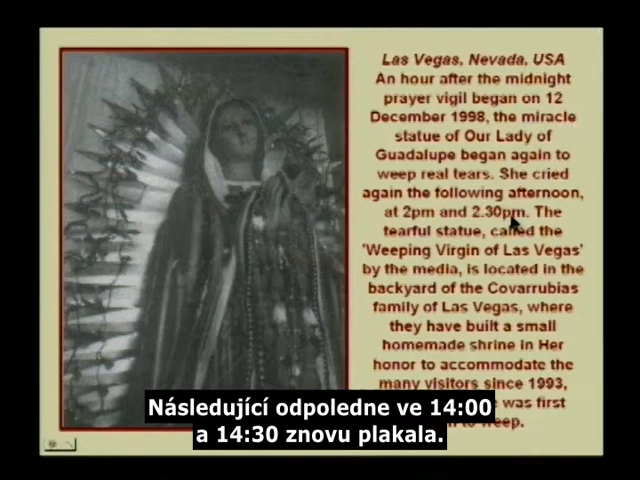 Las Vegas, Nevada, USA
An hour after the midnight
prayer vigil began on 12
December 1998, the miracle
statue of Our Lady of
Guadalupe began again to
weep real tears. She cried
again the following afternoon,
at 2pm and 2.30pm. The
tearful statue, called the
'Weeping Virgin of Las Vegas'
by the media, is located in the
backyard of the Covarrubias
family of Las Vegas, where
they have built a small
homemade shrine in Her
honor to accommodate the
many visitors since 1993,
was first
weep.
Následující odpoledne ve 14:00
a 14:30 znovu plakala.